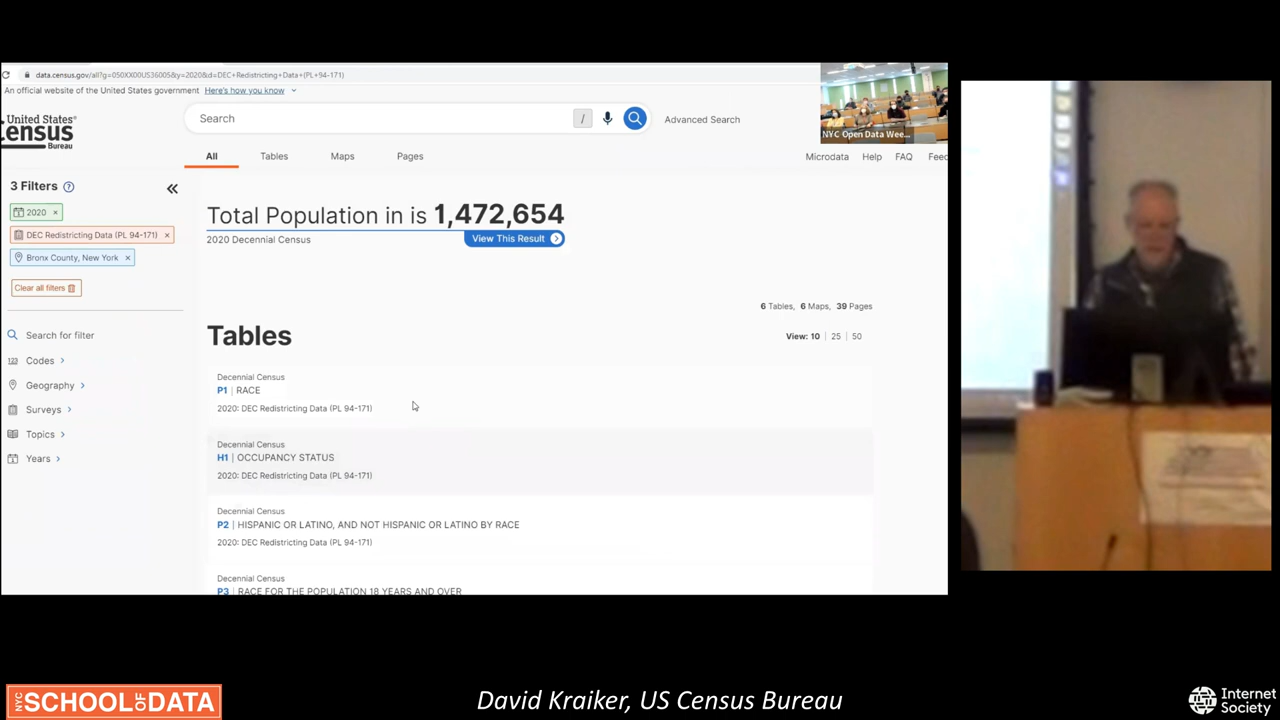 data.census.gov/all?g=050XX00US36005&y=2020&d=DEC+Redistricting+Data+(PL+94-171)
An official website of the United States government Here's how you know
United States®
Census
Bureau
Search / Advanced Search
NYC Open Data Wee...
All Tables Maps Pages Microdata Help FAQ Feed
3 Filters ?
2020 ×
DEC Redistricting Data (PL 94-171) ×
Bronx County, New York ×
Clear all filters
Search for filter
Codes
Geography
Surveys
Topics
Years
Total Population in is 1,472,654
2020 Decennial Census View This Result
6 Tables, 6 Maps, 39 Pages
Tables
View: 10 | 25 | 50
Decennial Census
P1 | RACE
2020: DEC Redistricting Data (PL 94-171)
Decennial Census
H1 | OCCUPANCY STATUS
2020: DEC Redistricting Data (PL 94-171)
Decennial Census
P2 | HISPANIC OR LATINO, AND NOT HISPANIC OR LATINO BY RACE
2020: DEC Redistricting Data (PL 94-171)
Decennial Census
P3 | RACE FOR THE POPULATION 18 YEARS AND OVER
NYC SCHOOL OF DATA
David Kraiker, US Census Bureau
Internet
Society